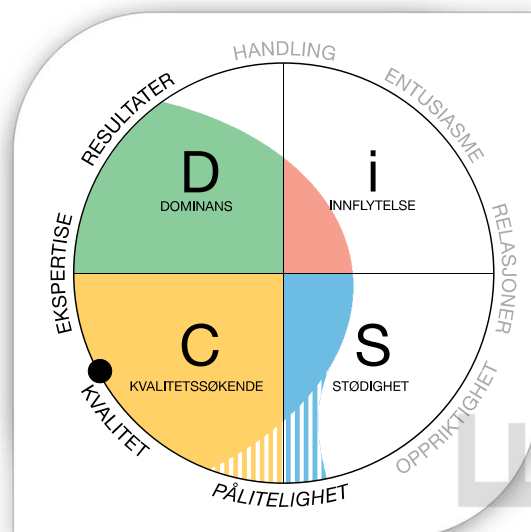 HANDLING
ENTUSIASME
RELASJONER
OPPRIKTIGHET
PÅLITELIGHET
KVALITET
EKSPERTISE
RESULTATER
D
DOMINANS
i
INNFLYTELSE
C
KVALITETSSØKENDE
S
STØDIGHET